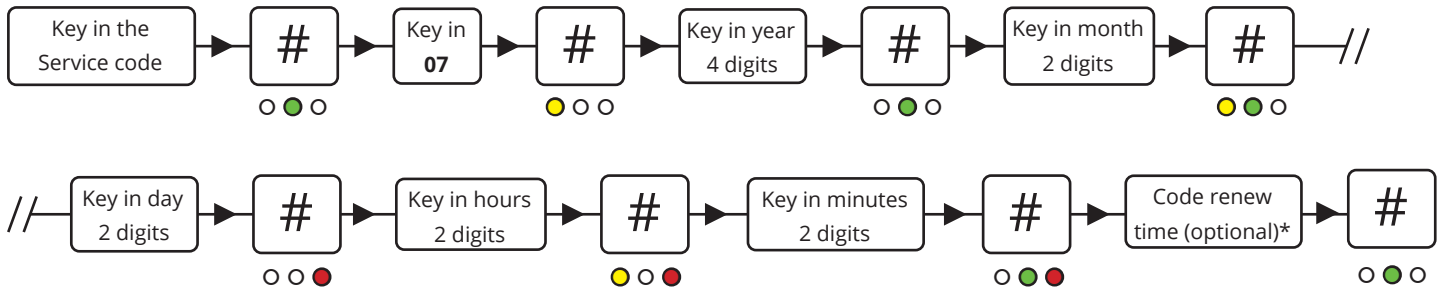 Key in the
Service code
#
Key in
07
#
Key in year
4 digits
#
Key in month
2 digits
#
//
//
Key in day
2 digits
#
Key in hours
2 digits
#
Key in minutes
2 digits
#
Code renew
time (optional)*
#